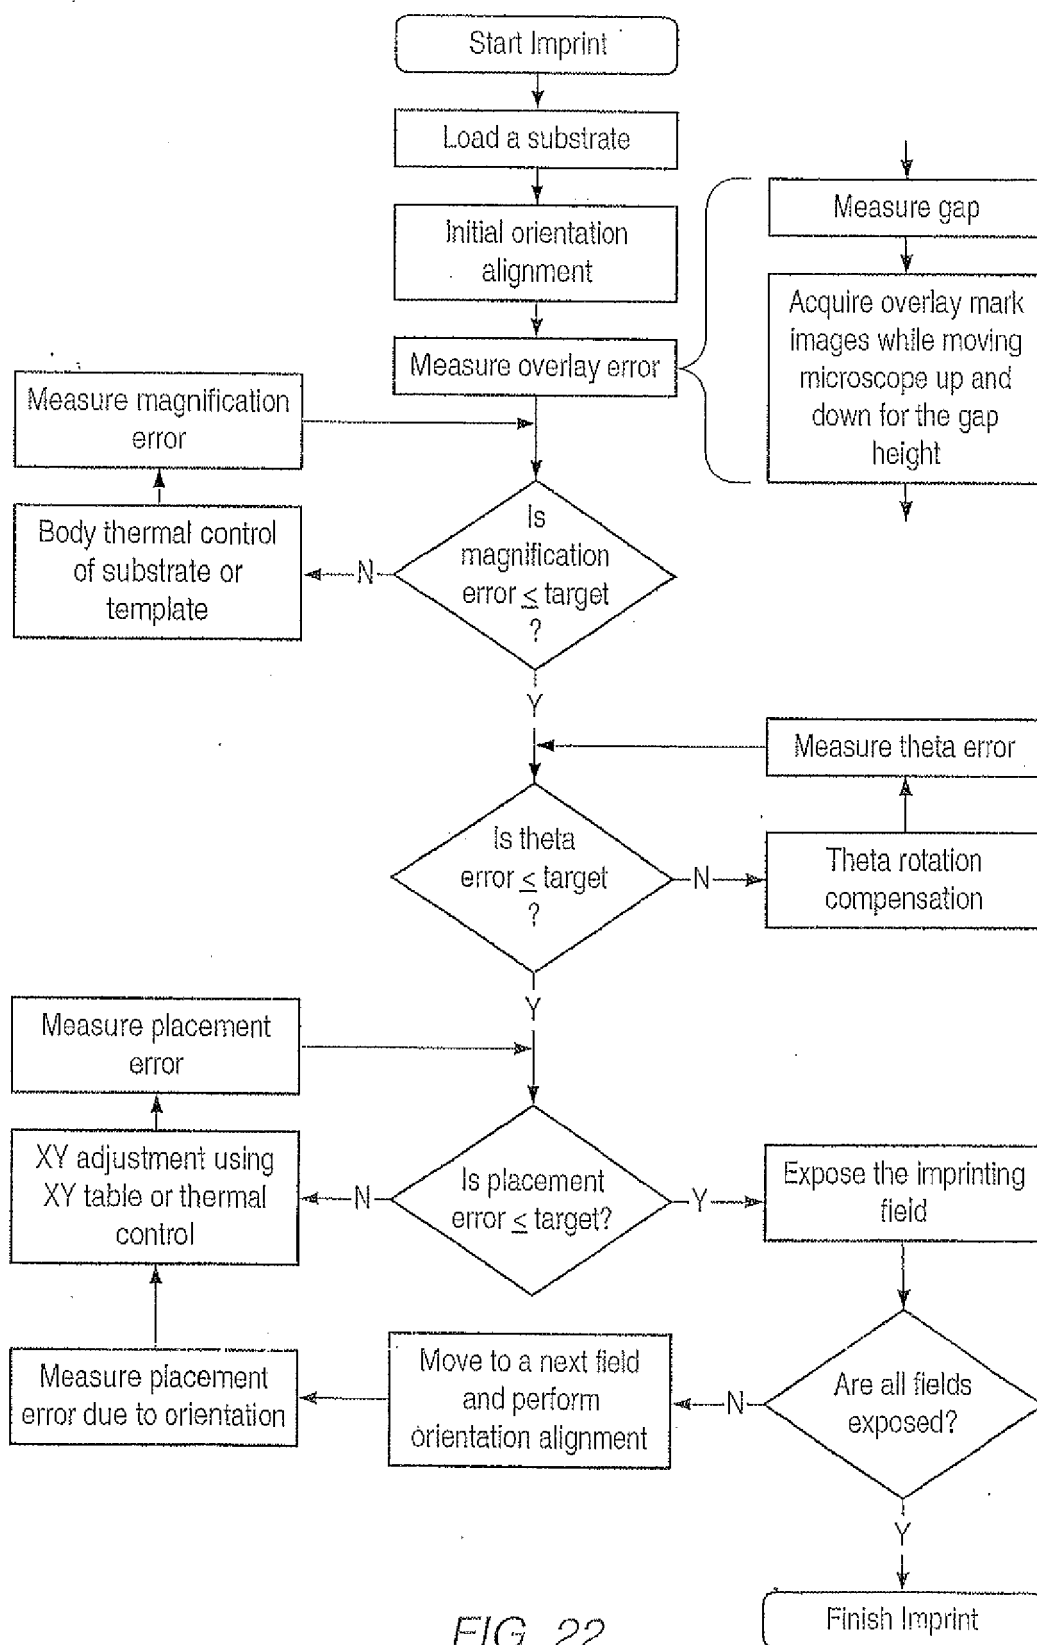 Start Imprint
Load a substrate
Initial orientation
alignment
Measure overlay error
Measure gap
Acquire overlay mark
images while moving
microscope up and
down for the gap
height
Measure magnification
error
Body thermal control
of substrate or
template
N
Is
magnification
error ≤ target
?
Y
Measure theta error
Is theta
error ≤ target
?
N
Theta rotation
compensation
Y
Measure placement
error
XY adjustment using
XY table or thermal
control
N
Is placement
error ≤ target?
Y
Expose the imprinting
field
Measure placement
error due to orientation
Move to a next field
and perform
orientation alignment
N
Are all fields
exposed?
Y
Finish Imprint
FIG. 22